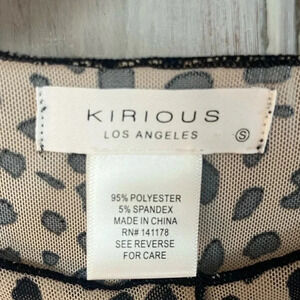 KIRIOUS
LOS ANGELES
S
95% POLYESTER
5% SPANDEX
MADE IN CHINA
RN# 141178
SEE REVERSE
FOR CARE